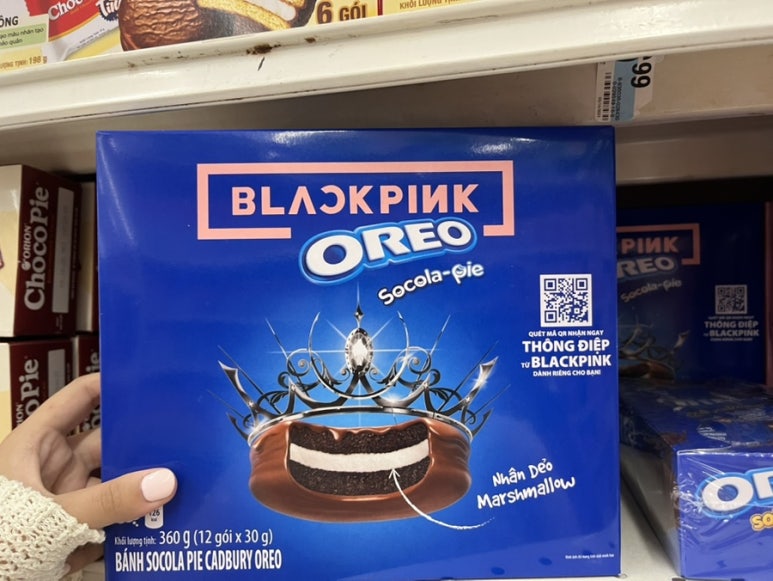 6 GÓI
99
BLACKPINK
OREO
Socola-pie
QUÉT MÃ QR NHẬN NGAY
THÔNG ĐIỆP
TỪ BLACKPINK
DÀNH RIÊNG CHO BẠN!
Nhân Dẻo
Marshmallow
Khối lượng tịnh: 360 g (12 gói x 30 g)
BÁNH SOCOLA PIE CADBURY OREO
ORION
ChocoPie
PINK
OREO
Socola-pie
THÔNG ĐIỆP
TỪ BLACKPINK